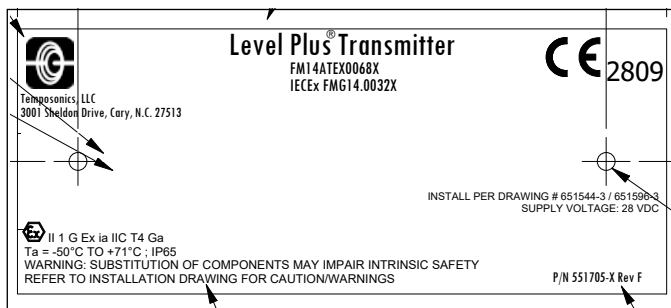 Level Plus® Transmitter
FM14ATEX0068X
IECEx FMG14.0032X
CE 2809
Temposonics, LLC
3001 Sheldon Drive, Cary, N.C. 27513
INSTALL PER DRAWING # 651544-3 / 651596-3
SUPPLY VOLTAGE: 28 VDC
Ex II 1 G Ex ia IIC T4 Ga
Ta = -50°C TO +71°C ; IP65
WARNING: SUBSTITUTION OF COMPONENTS MAY IMPAIR INTRINSIC SAFETY
REFER TO INSTALLATION DRAWING FOR CAUTION/WARNINGS
P/N 551705-X Rev F